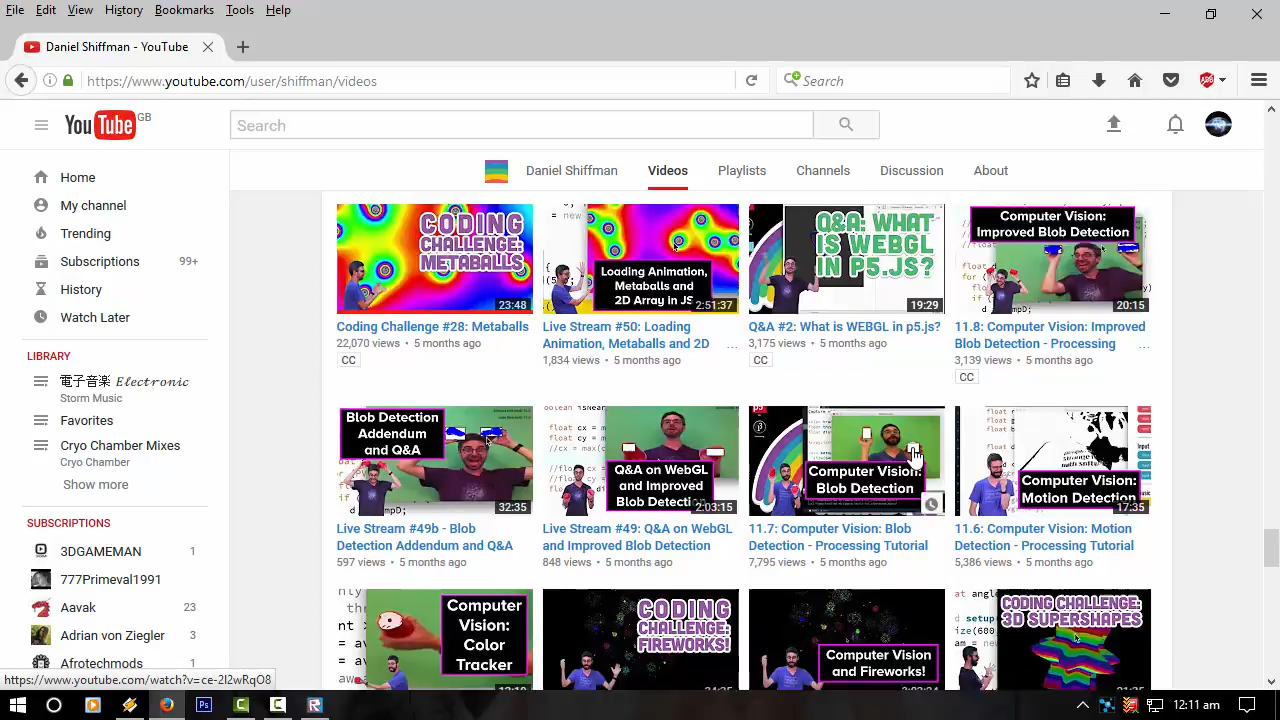 File Edit View History Bookmarks Tools Help
Daniel Shiffman - YouTube
https://www.youtube.com/user/shiffman/videos
Search
YouTube GB
Search
Daniel Shiffman Videos Playlists Channels Discussion About
Home
My channel
Trending
Subscriptions 99+
History
Watch Later
LIBRARY
電子音楽 Electronic
Storm Music
Favourites
Cryo Chamber Mixes
Cryo Chamber
Show more
SUBSCRIPTIONS
3DGAMEMAN 1
777Primeval1991
Aavak 23
Adrian von Ziegler 3
Afrotechmods 1
CODING
CHALLENGE:
METABALLS
23:48
Coding Challenge #28: Metaballs
22,070 views • 5 months ago
CC
Loading Animation,
Metaballs and
2D Array in JS
2:51:37
Live Stream #50: Loading
Animation, Metaballs and 2D ...
1,834 views • 5 months ago
Q&A: WHAT
IS WEBGL
IN P5.JS?
19:29
Q&A #2: What is WEBGL in p5.js?
3,175 views • 5 months ago
CC
Computer Vision:
Improved Blob Detection
20:15
11.8: Computer Vision: Improved
Blob Detection - Processing ...
3,139 views • 5 months ago
CC
Blob Detection
Addendum
and Q&A
32:35
Live Stream #49b - Blob
Detection Addendum and Q&A
597 views • 5 months ago
Q&A on WebGL
and Improved
Blob Detection
2:03:15
Live Stream #49: Q&A on WebGL
and Improved Blob Detection
848 views • 5 months ago
Computer Vision:
Blob Detection
11.7: Computer Vision: Blob
Detection - Processing Tutorial
7,795 views • 5 months ago
Computer Vision:
Motion Detection
17:35
11.6: Computer Vision: Motion
Detection - Processing Tutorial
5,386 views • 5 months ago
Computer
Vision:
Color
Tracker
CODING
CHALLENGE:
FIREWORKS!
Computer Vision
and Fireworks!
CODING CHALLENGE:
3D SUPERSHAPES
https://www.youtube.com/watch?v=ce-2l2wRqO8
12:11 am